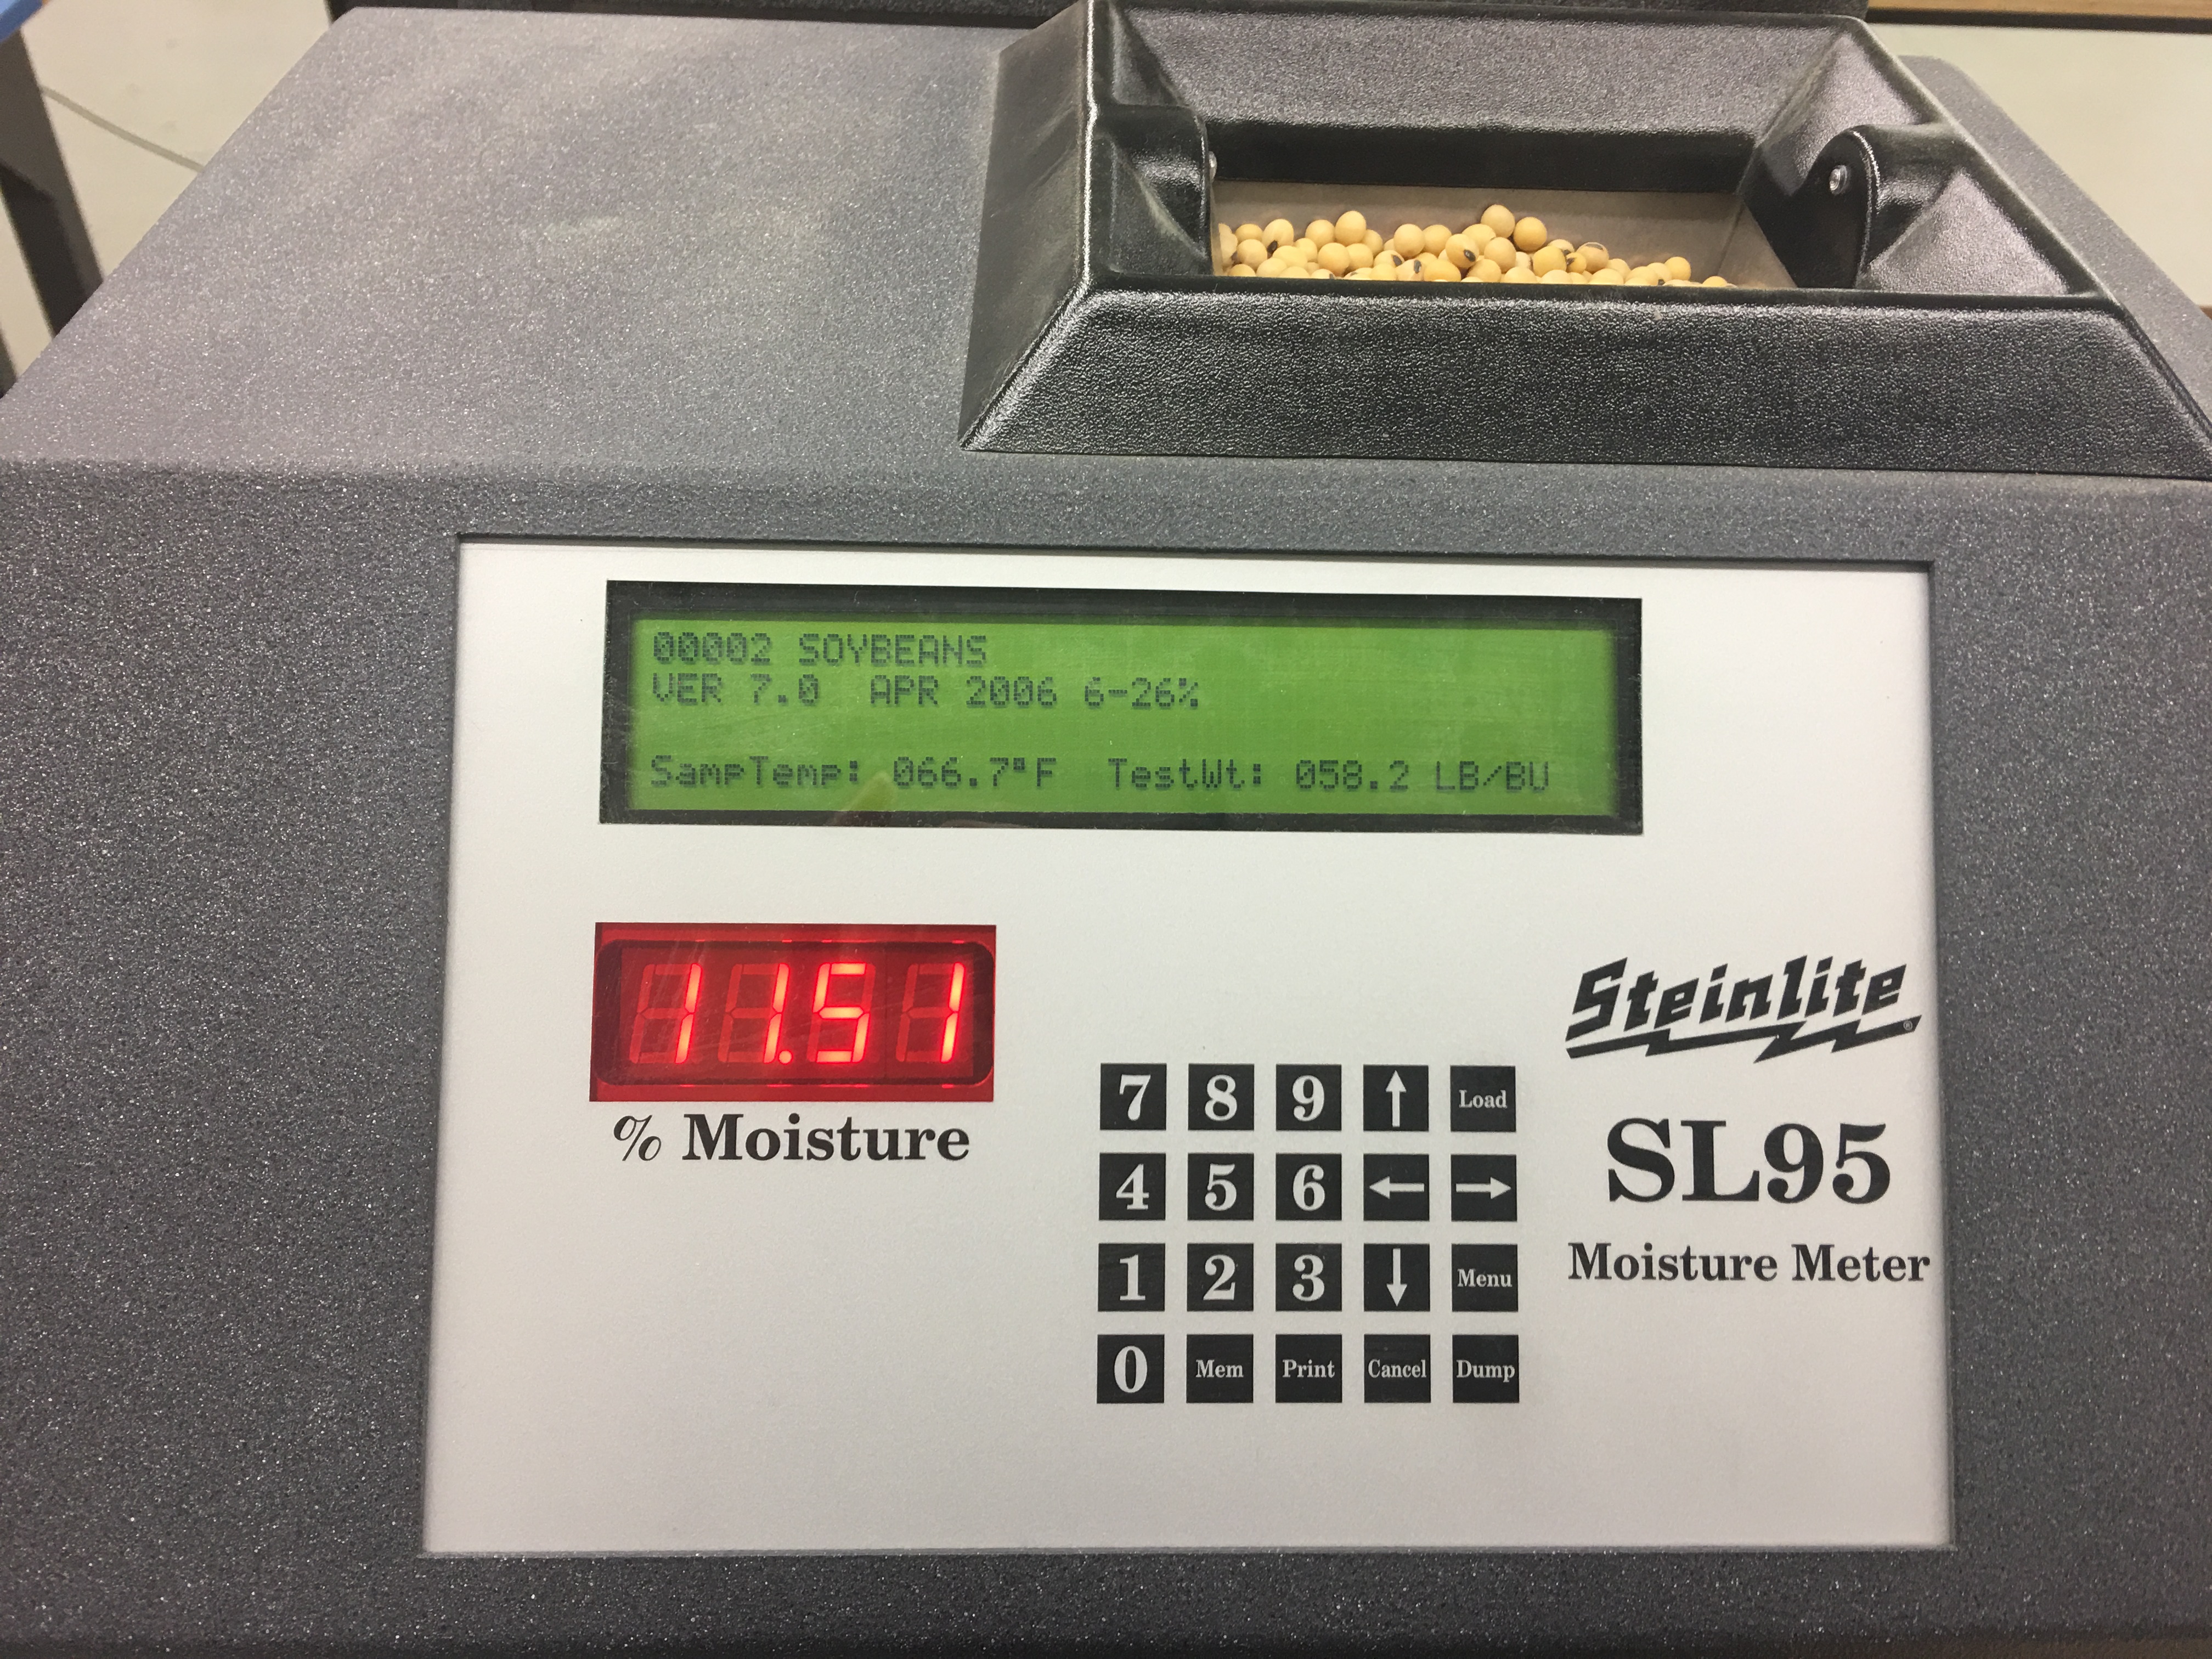 00002 SOYBEANS
VER 7.0 APR 2006 6-26%
SampTemp: 066.7°F TestWt: 058.2 LB/BU
11.51
% Moisture
Steinlite®
SL95
Moisture Meter
7 8 9 ↑ Load
4 5 6 ← →
1 2 3 ↓ Menu
0 Mem Print Cancel Dump